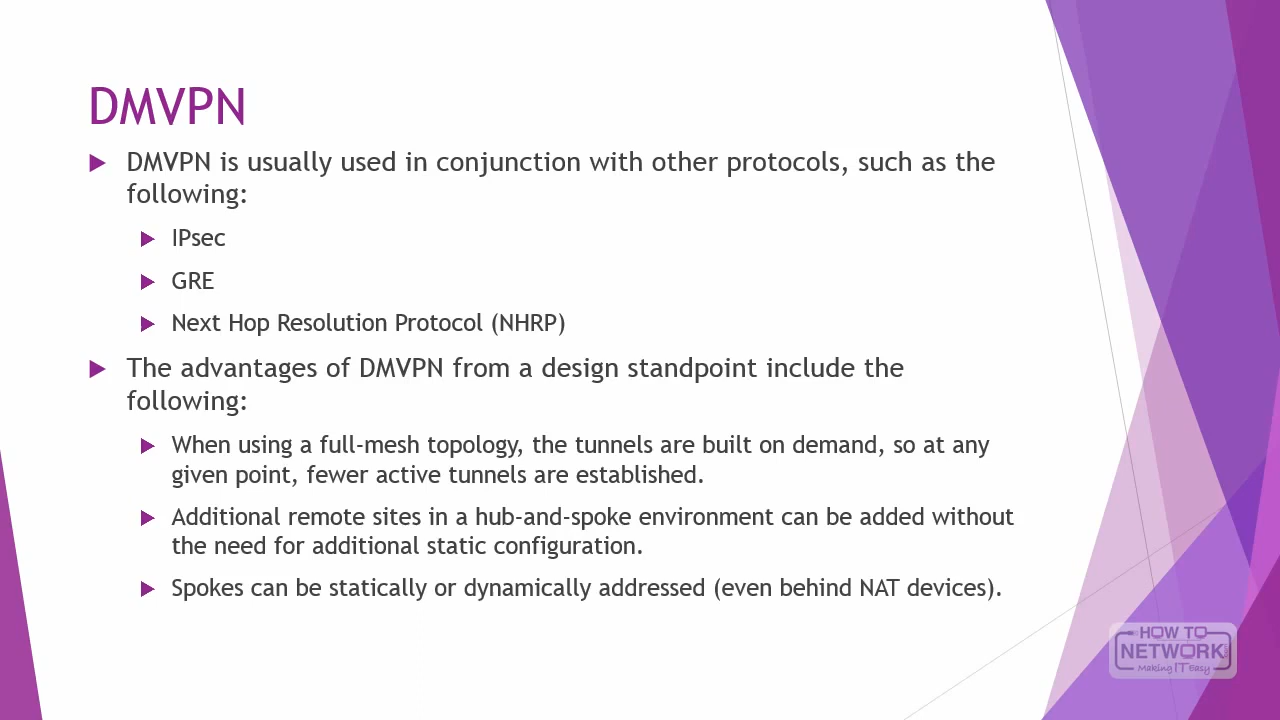 DMVPN
DMVPN is usually used in conjunction with other protocols, such as the
following:
IPsec
GRE
Next Hop Resolution Protocol (NHRP)
The advantages of DMVPN from a design standpoint include the
following:
When using a full-mesh topology, the tunnels are built on demand, so at any
given point, fewer active tunnels are established.
Additional remote sites in a hub-and-spoke environment can be added without
the need for additional static configuration.
Spokes can be statically or dynamically addressed (even behind NAT devices).
HOW TO
NETWORK
Making IT Easy